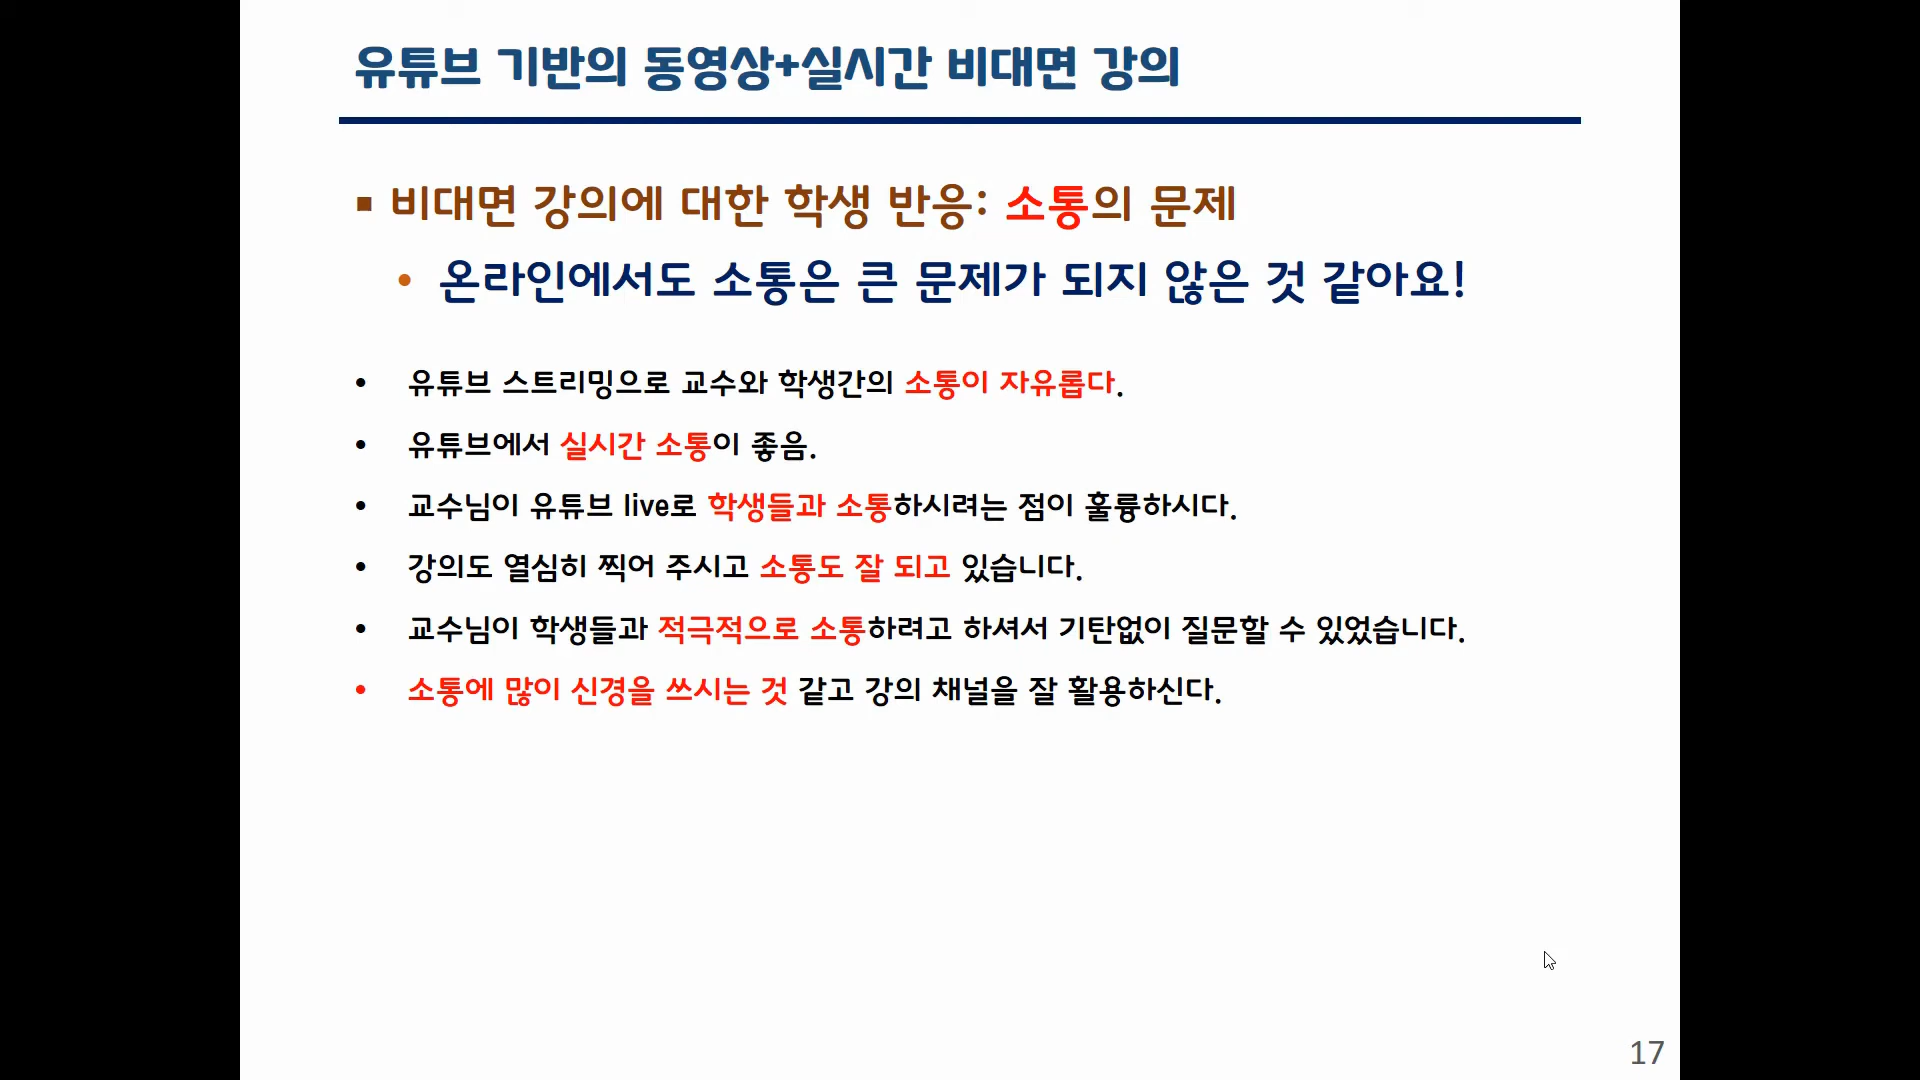 유튜브 기반의 동영상+실시간 비대면 강의
▪ 비대면 강의에 대한 학생 반응: 소통의 문제
• 온라인에서도 소통은 큰 문제가 되지 않은 것 같아요!
• 유튜브 스트리밍으로 교수와 학생간의 소통이 자유롭다.
• 유튜브에서 실시간 소통이 좋음.
• 교수님이 유튜브 live로 학생들과 소통하시려는 점이 훌륭하시다.
• 강의도 열심히 찍어 주시고 소통도 잘 되고 있습니다.
• 교수님이 학생들과 적극적으로 소통하려고 하셔서 기탄없이 질문할 수 있었습니다.
• 소통에 많이 신경을 쓰시는 것 같고 강의 채널을 잘 활용하신다.
17